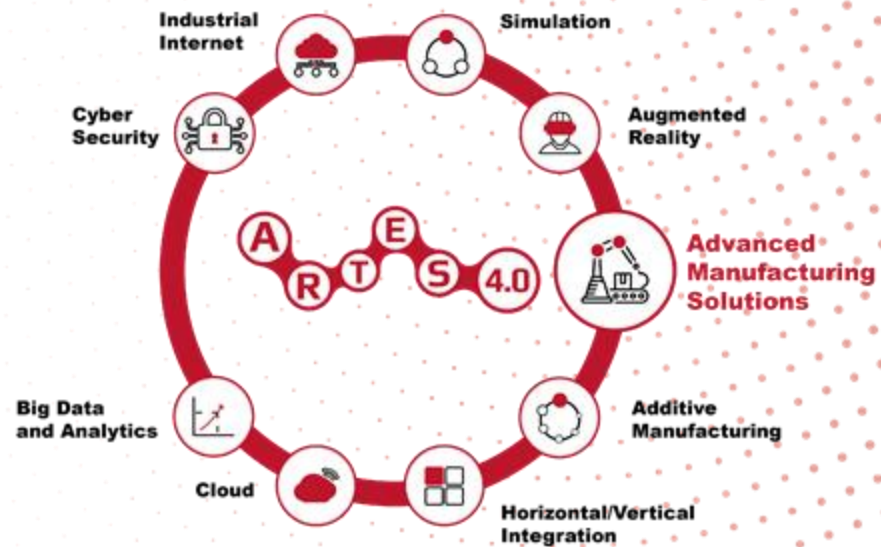 Industrial
Internet
Simulation
Cyber
Security
Augmented
Reality
A R T E S 4.0
Advanced
Manufacturing
Solutions
Big Data
and Analytics
Additive
Manufacturing
Cloud
Horizontal/Vertical
Integration